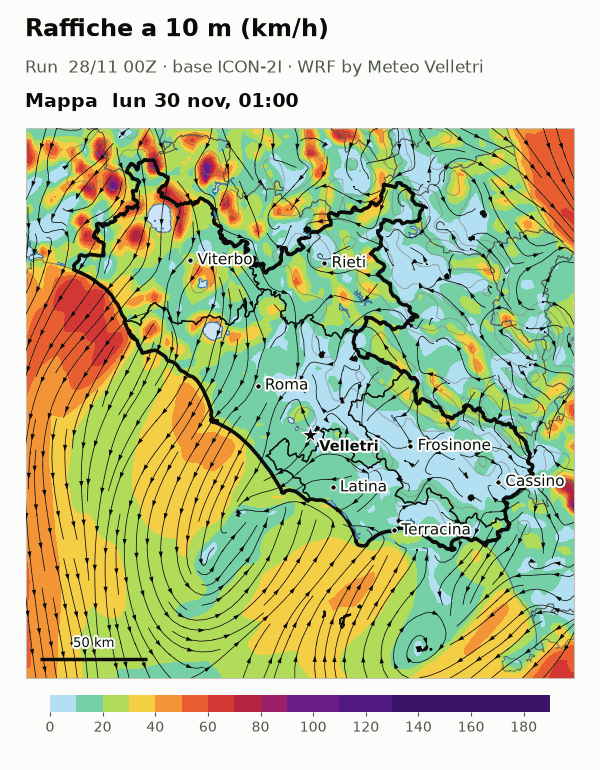 Raffiche a 10 m (km/h)
Run  28/11 00Z · base ICON-2I · WRF by Meteo Velletri
Mappa  lun 30 nov, 01:00
Viterbo
Rieti
Roma
Velletri
Frosinone
Cassino
Latina
Terracina
50 km
0 20 40 60 80 100 120 140 160 180